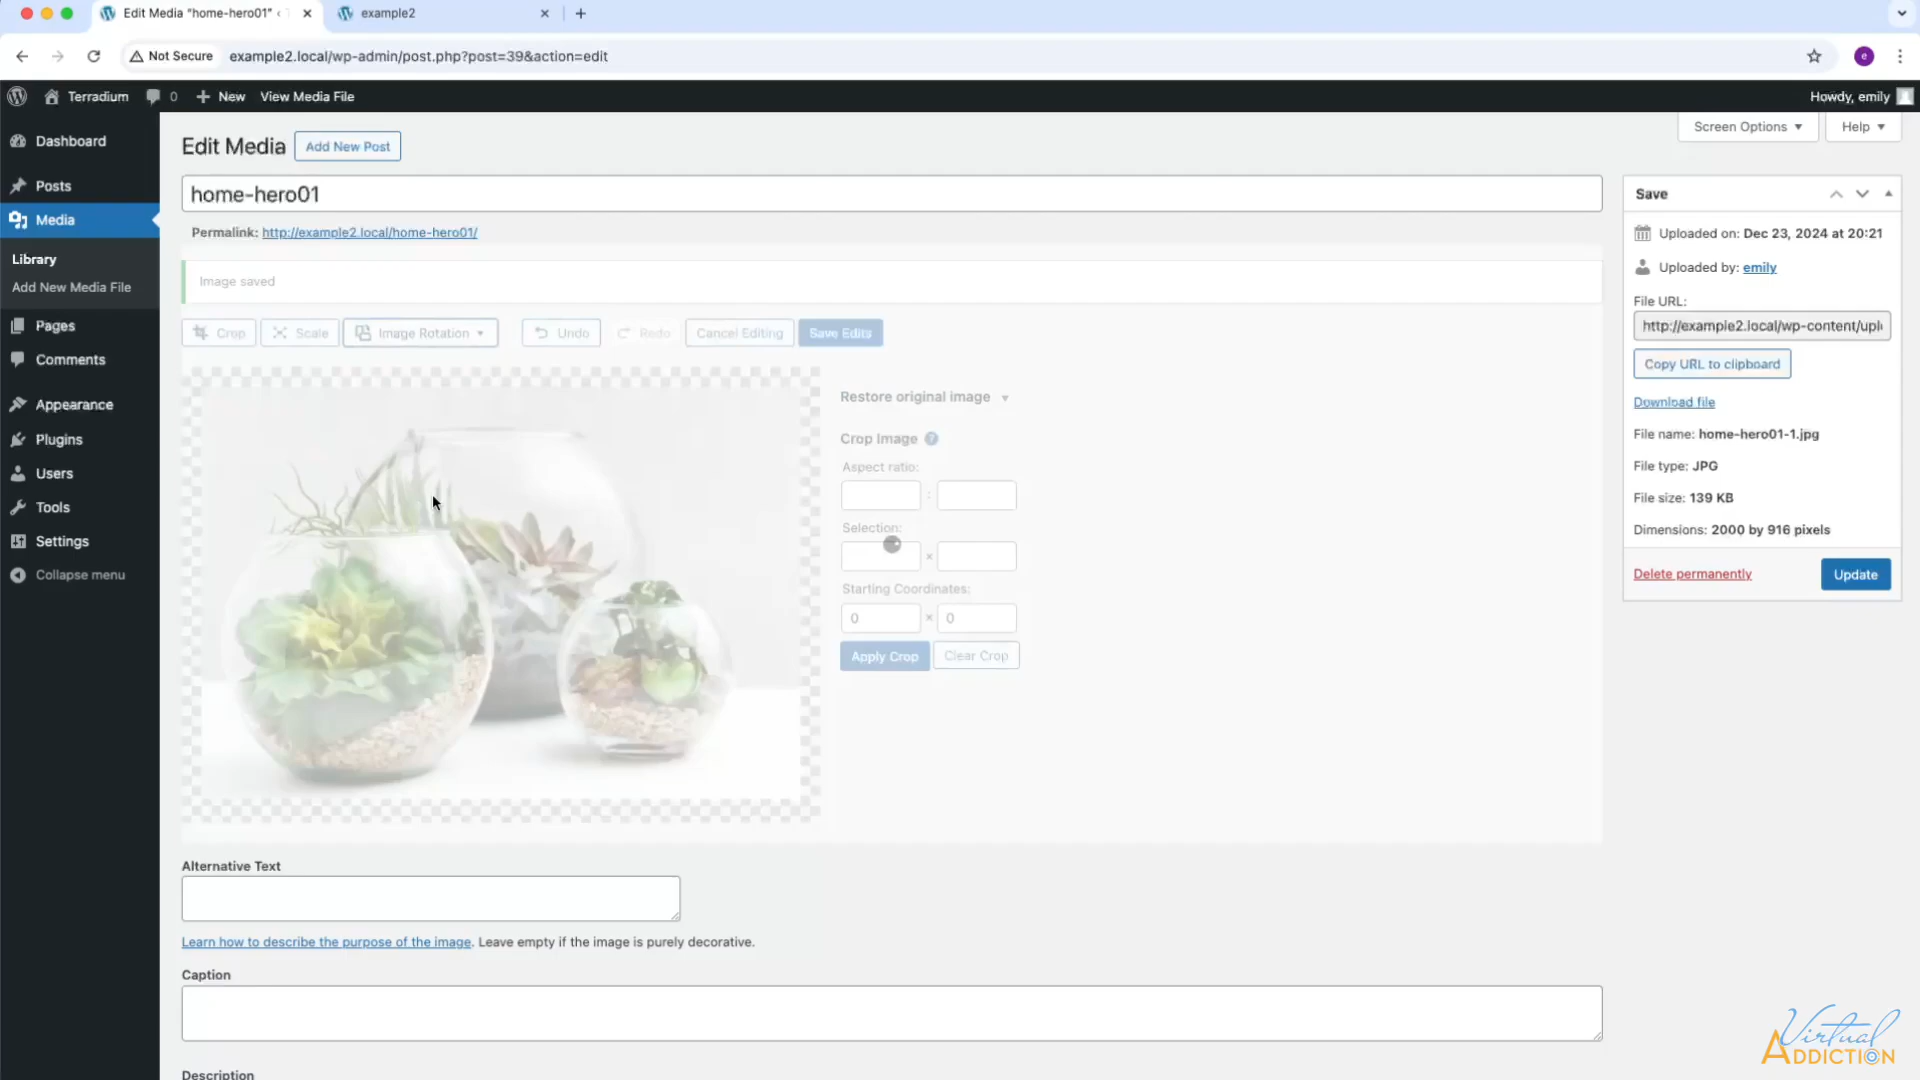 Edit Media “home-hero01” ‹
example2
Not Secure
example2.local/wp-admin/post.php?post=39&action=edit
e
Terradium
0
New
View Media File
Howdy, emily
Dashboard
Posts
Media
Library
Add New Media File
Pages
Comments
Appearance
Plugins
Users
Tools
Settings
Collapse menu
Screen Options
Help
Edit Media
Add New Post
home-hero01
Permalink: http://example2.local/home-hero01/
Image saved
Crop
Scale
Image Rotation
Undo
Redo
Cancel Editing
Save Edits
Restore original image
Crop Image ?
Aspect ratio:
:
Selection:
×
Starting Coordinates:
0 × 0
Apply Crop
Clear Crop
Alternative Text
Learn how to describe the purpose of the image. Leave empty if the image is purely decorative.
Caption
Description
Save
Uploaded on: Dec 23, 2024 at 20:21
Uploaded by: emily
File URL:
http://example2.local/wp-content/uplo
Copy URL to clipboard
Download file
File name: home-hero01-1.jpg
File type: JPG
File size: 139 KB
Dimensions: 2000 by 916 pixels
Delete permanently
Update
Virtual
ADDICTION